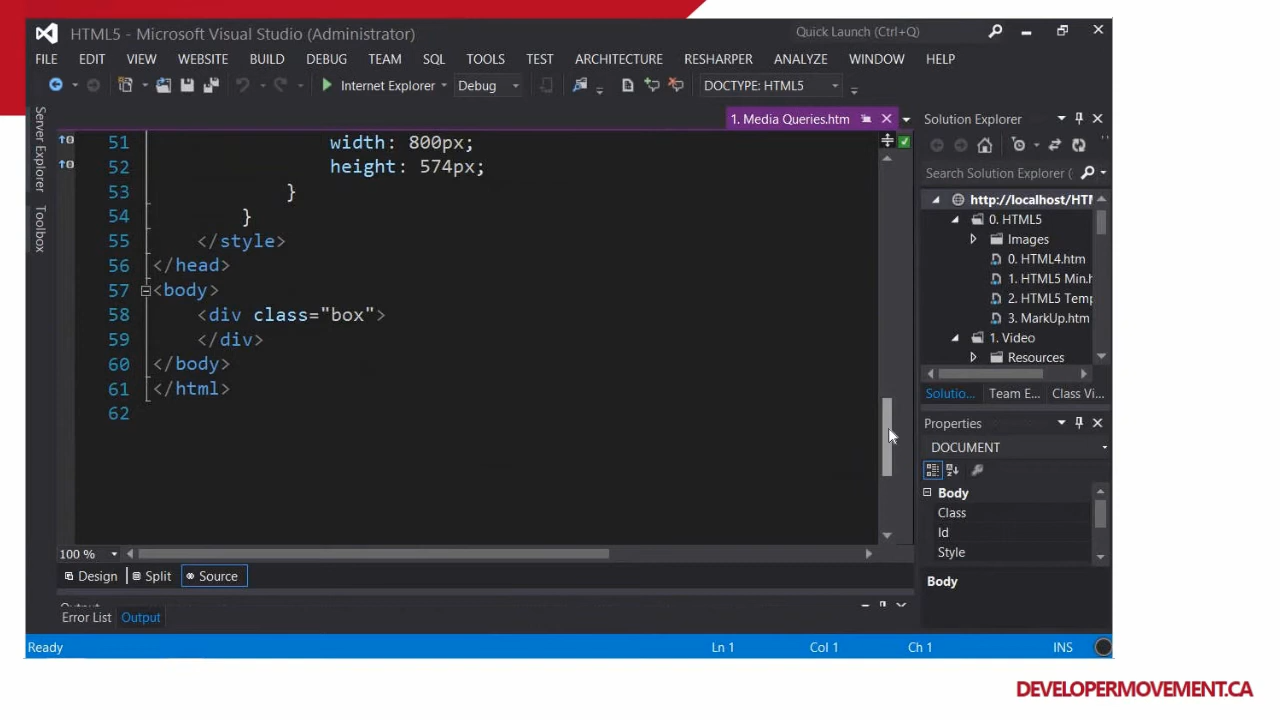 HTML5 - Microsoft Visual Studio (Administrator)
Quick Launch (Ctrl+Q)
FILE EDIT VIEW WEBSITE BUILD DEBUG TEAM SQL TOOLS TEST ARCHITECTURE RESHARPER ANALYZE WINDOW HELP
Internet Explorer Debug DOCTYPE: HTML5
Server Explorer
Toolbox
1. Media Queries.htm
51 width: 800px;
52 height: 574px;
53 }
54 }
55 </style>
56 </head>
57 <body>
58 <div class="box">
59 </div>
60 </body>
61 </html>
62
100 %
Design Split Source
Error List Output
Solution Explorer
Search Solution Explorer (
http://localhost/HTM
0. HTML5
Images
0. HTML4.htm
1. HTML5 Min.h
2. HTML5 Temp
3. MarkUp.htm
1. Video
Resources
Solutio... Team E... Class Vi...
Properties
DOCUMENT
Body
Class
Id
Style
Body
Ready Ln 1 Col 1 Ch 1 INS
DEVELOPERMOVEMENT.CA